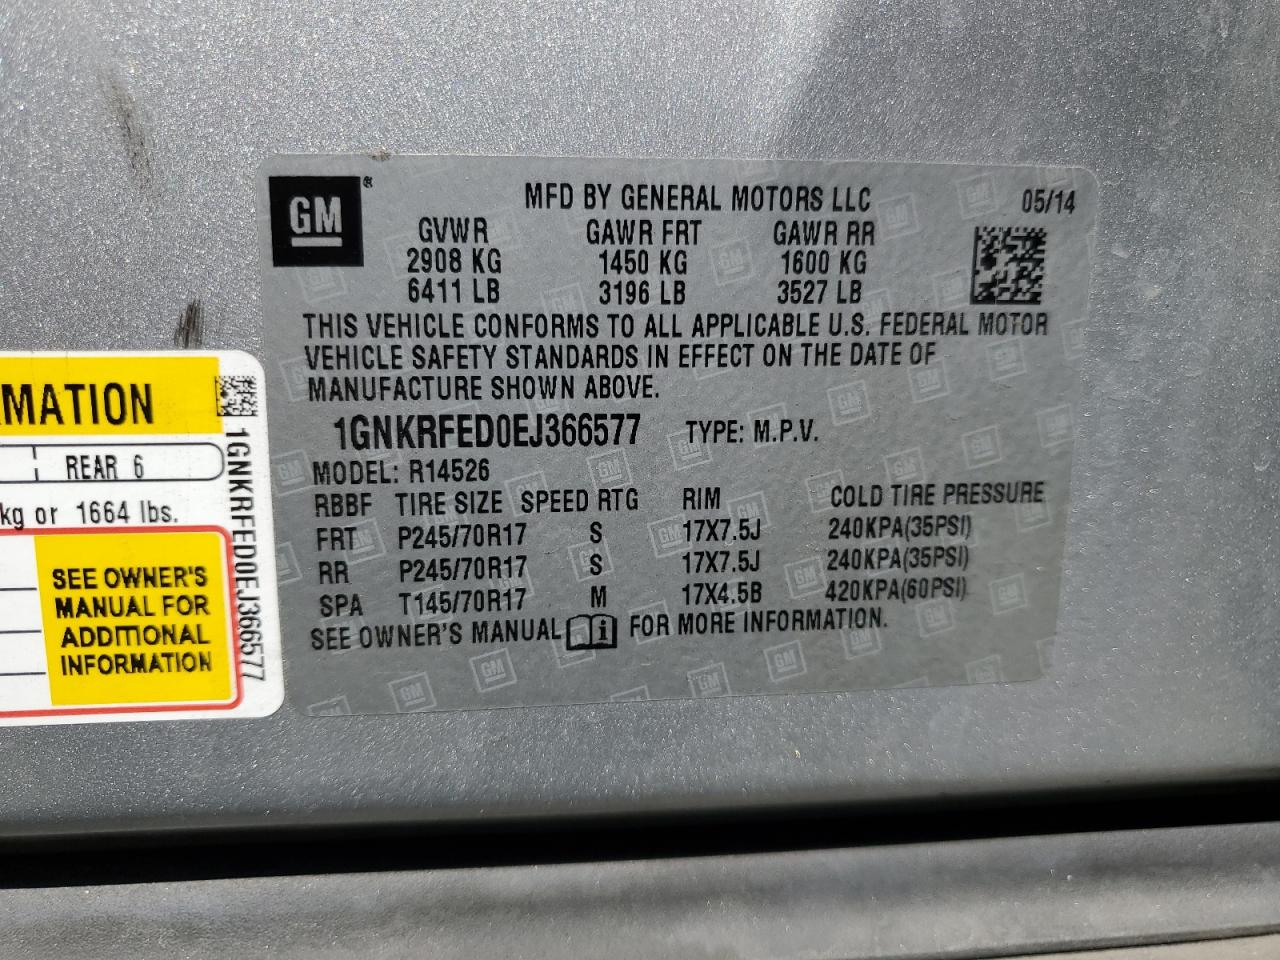 GM®
MFD BY GENERAL MOTORS LLC 05/14
GVWR GAWR FRT GAWR RR
2908 KG 1450 KG 1600 KG
6411 LB 3196 LB 3527 LB
THIS VEHICLE CONFORMS TO ALL APPLICABLE U.S. FEDERAL MOTOR
VEHICLE SAFETY STANDARDS IN EFFECT ON THE DATE OF
MANUFACTURE SHOWN ABOVE.
1GNKRFED0EJ366577 TYPE: M.P.V.
MODEL: R14526
RBBF TIRE SIZE SPEED RTG RIM COLD TIRE PRESSURE
FRT P245/70R17 S 17X7.5J 240KPA(35PSI)
RR P245/70R17 S 17X7.5J 240KPA(35PSI)
SPA T145/70R17 M 17X4.5B 420KPA(60PSI)
SEE OWNER'S MANUAL FOR MORE INFORMATION.
MATION
REAR 6
kg or 1664 lbs.
SEE OWNER'S
MANUAL FOR
ADDITIONAL
INFORMATION
1GNKRFED0EJ366577